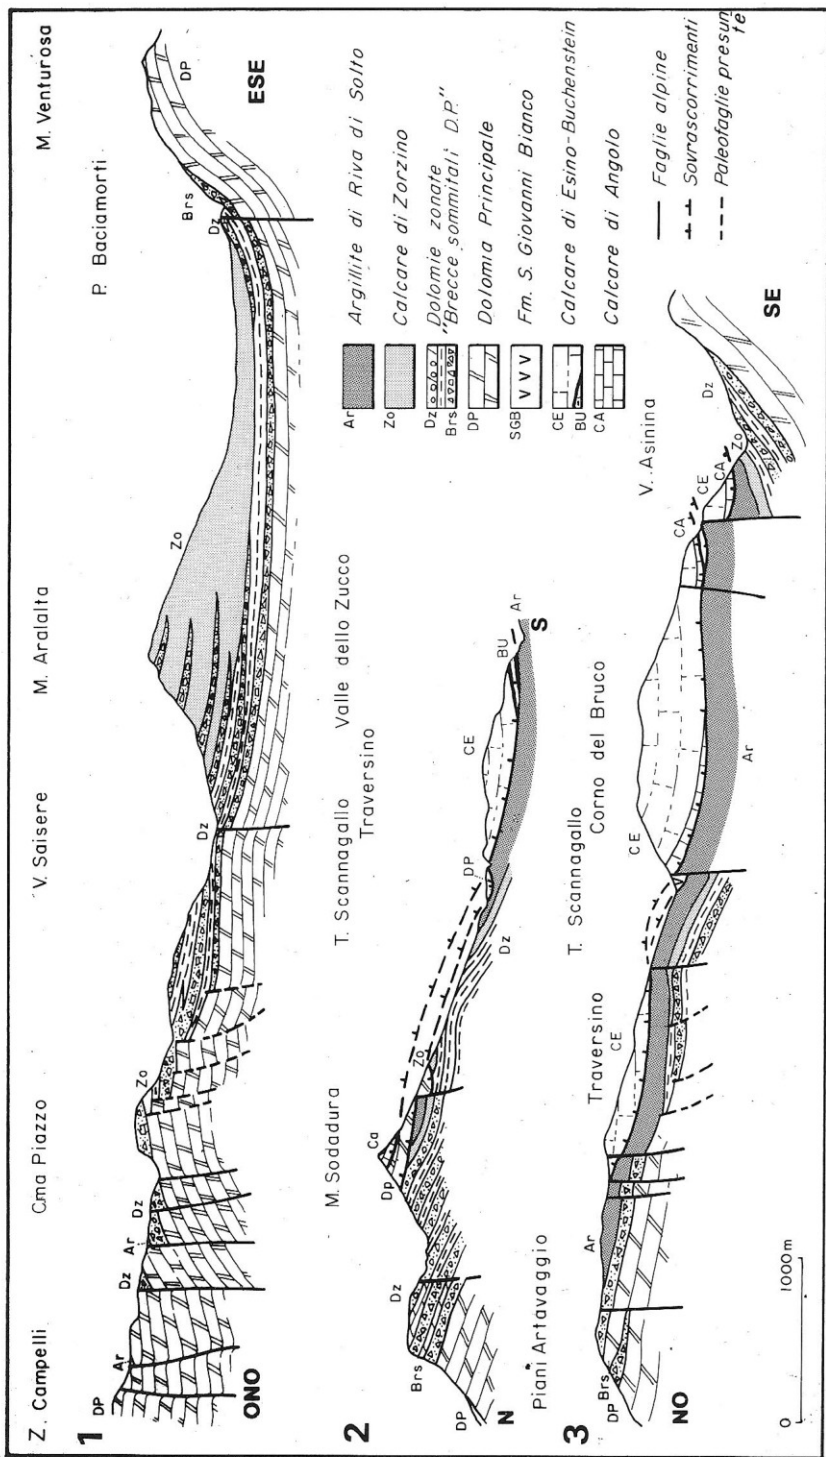 Z. Campelli
Cma Piazzo
V. Saisere
M. Aralalta
P. Baciamorti
M. Venturosa
1
DP
Ar
Dz
Ar
Dz
Zo
Dz
Zo
Dz
Brs
DP
ONO
ESE
2
M. Sodadura
T. Scannagallo
Traversino
Valle dello Zucco
Piani Artavaggio
DP
Brs
Dz
Dp
Ca
Zo
Dz
DP
CE
BU
Ar
N
S
3
Traversino
T. Scannagallo
Corno del Bruco
V. Asinina
DP
Brs
Ar
CE
CE
Ar
CA
CE
CA
Zo
Dz
NO
SE
0 1000m
Ar Argillite di Riva di Solto
Zo Calcare di Zorzino
Dz Dolomie zonate
Brs "Brecce sommitali D.P."
DP Dolomia Principale
SGB Fm. S. Giovanni Bianco
CE
BU Calcare di Esino-Buchenstein
CA Calcare di Angolo
Faglie alpine
Sovrascorrimenti
Paleofaglie presunte